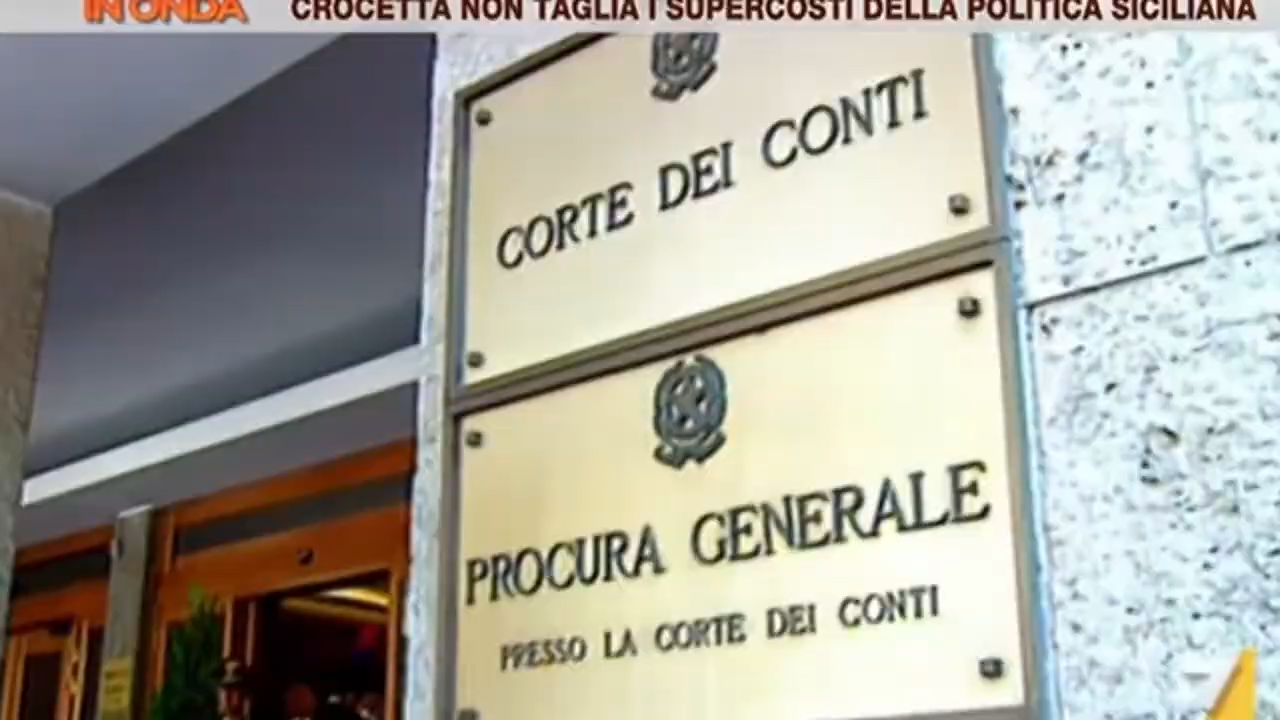 IN ONDA
CROCETTA NON TAGLIA I SUPERCOSTI DELLA POLITICA SICILIANA
CORTE DEI CONTI
PROCURA GENERALE
PRESSO LA CORTE DEI CONTI